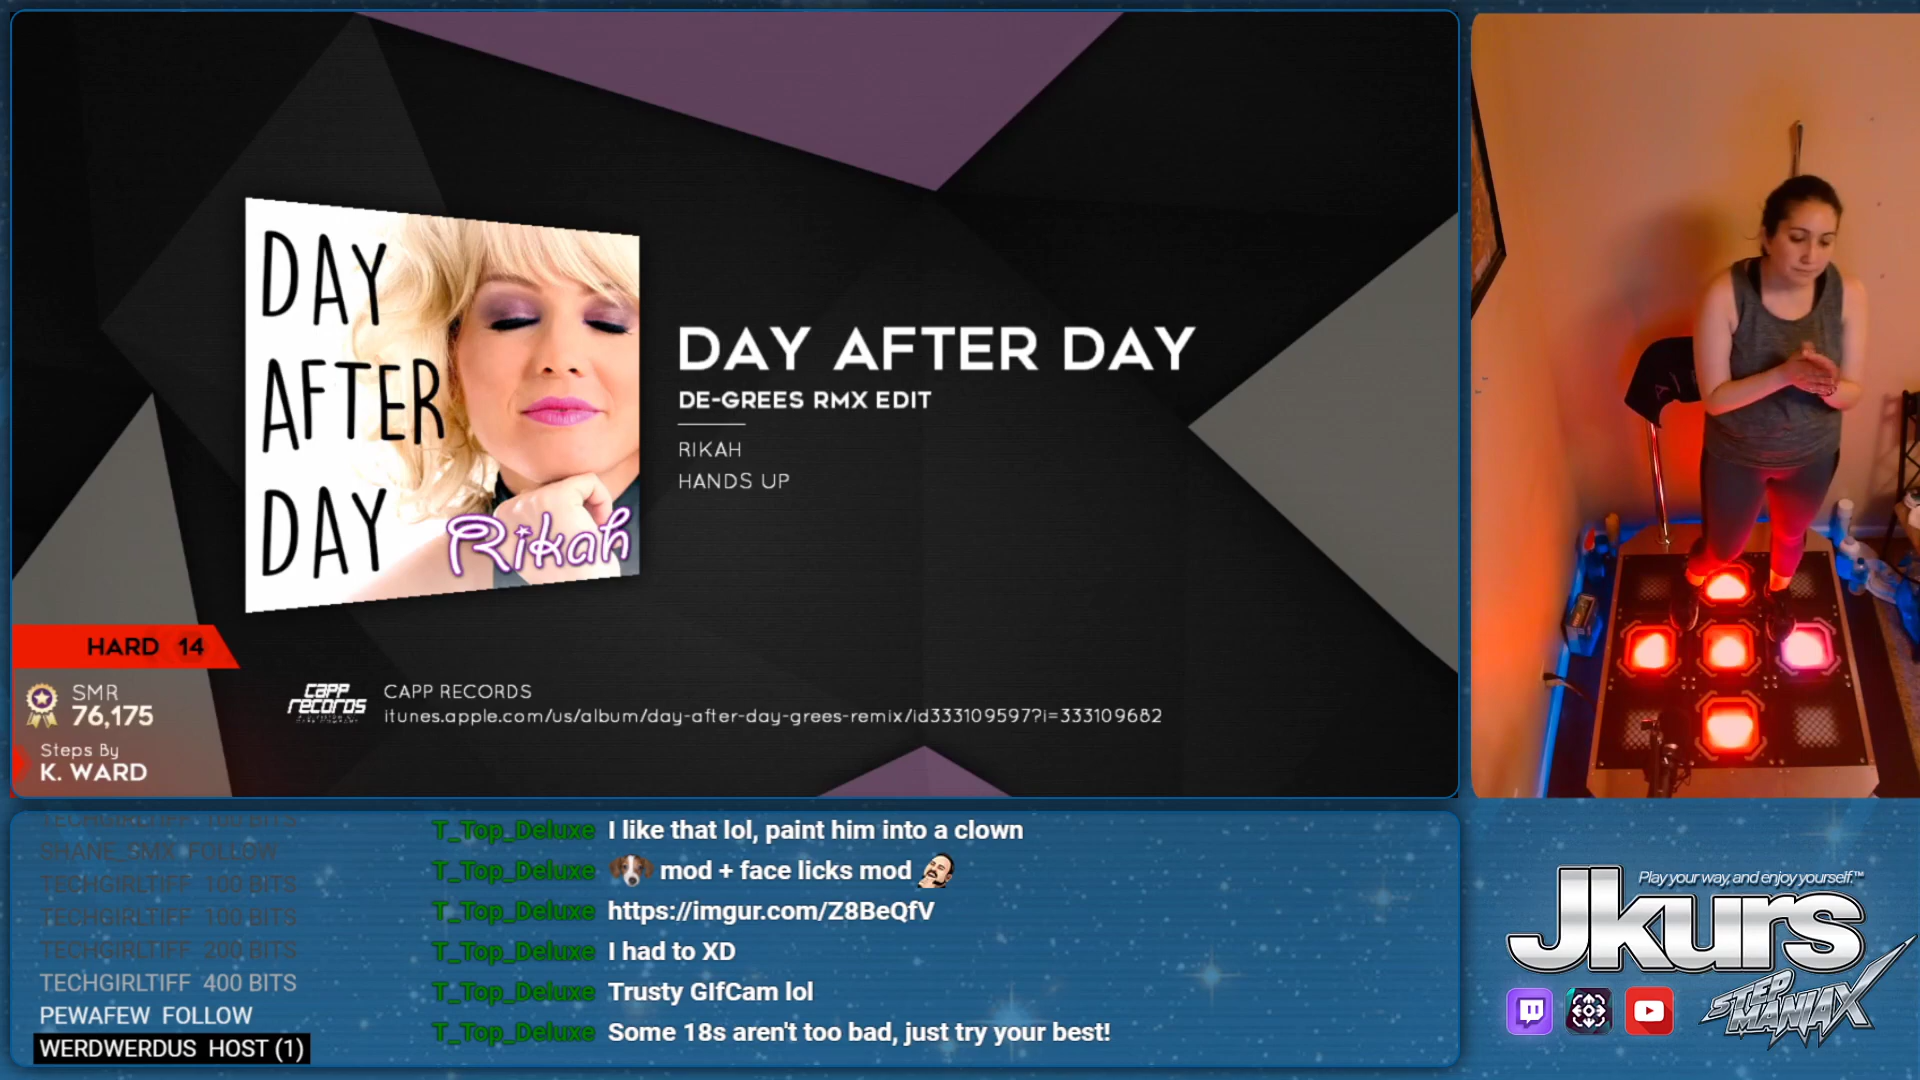 DAY
AFTER
DAY
Rikah
DAY AFTER DAY
DE-GREES RMX EDIT
RIKAH
HANDS UP
HARD 14
SMR
76,175
Steps By
K. WARD
capp
records
CAPP RECORDS
itunes.apple.com/us/album/day-after-day-grees-remix/id333109597?i=333109682
TECHGIRLTIFF 100 BITS
SHANE_SMX FOLLOW
TECHGIRLTIFF 100 BITS
TECHGIRLTIFF 100 BITS
TECHGIRLTIFF 200 BITS
TECHGIRLTIFF 400 BITS
PEWAFEW FOLLOW
WERDWERDUS HOST (1)
T_Top_Deluxe I like that lol, paint him into a clown
T_Top_Deluxe mod + face licks mod
T_Top_Deluxe https://imgur.com/Z8BeQfV
T_Top_Deluxe I had to XD
T_Top_Deluxe Trusty GIfCam lol
T_Top_Deluxe Some 18s aren't too bad, just try your best!
Play your way, and enjoy yourself.™
Jkurs
STEP
MANIAX